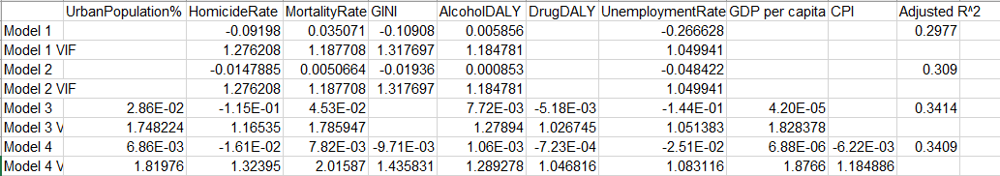 UrbanPopulation% HomicideRate MortalityRate GINI AlcoholDALY DrugDALY UnemploymentRate GDP per capita CPI Adjusted R^2
Model 1 -0.09198 0.035071 -0.10908 0.005856 -0.266628 0.2977
Model 1 VIF 1.276208 1.187708 1.317697 1.184781 1.049941
Model 2 -0.0147885 0.0050664 -0.01936 0.000853 -0.048422 0.309
Model 2 VIF 1.276208 1.187708 1.317697 1.184781 1.049941
Model 3 2.86E-02 -1.15E-01 4.53E-02 7.72E-03 -5.18E-03 -1.44E-01 4.20E-05 0.3414
Model 3 V 1.748224 1.16535 1.785947 1.27894 1.026745 1.051383 1.828378
Model 4 6.86E-03 -1.61E-02 7.82E-03 -9.71E-03 1.06E-03 -7.23E-04 -2.51E-02 6.88E-06 -6.22E-03 0.3409
Model 4 V 1.81976 1.32395 2.01587 1.435831 1.289278 1.046816 1.083116 1.8766 1.184886